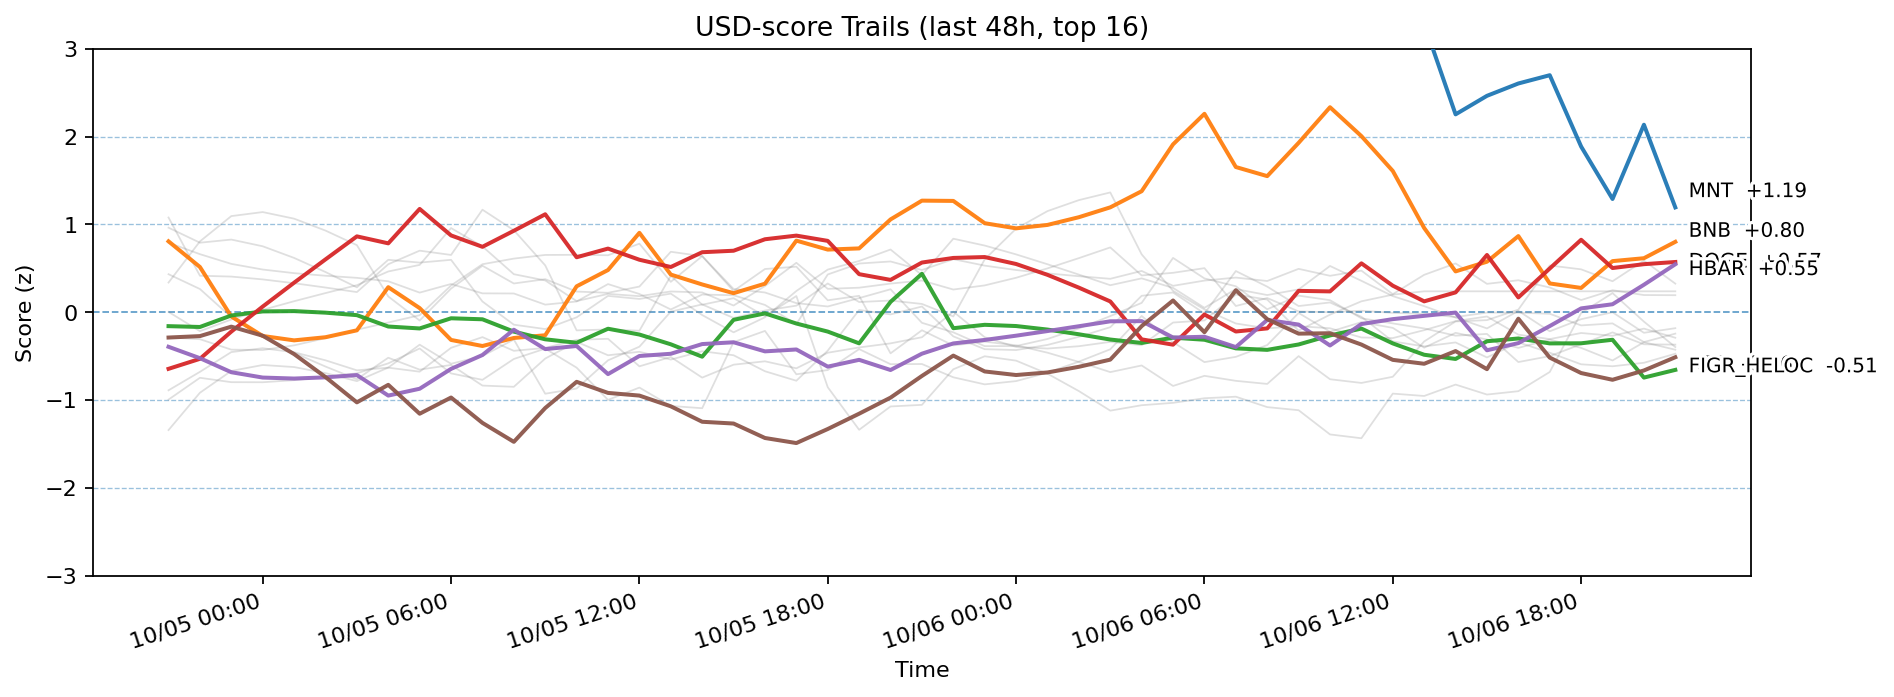 USD-score Trails (last 48h, top 16)
Score (z)
3
2
1
0
−1
−2
−3
MNT +1.19
BNB +0.80
HBAR +0.55
FIGR_HELOC -0.51
10/05 00:00
10/05 06:00
10/05 12:00
10/05 18:00
10/06 00:00
10/06 06:00
10/06 12:00
10/06 18:00
Time